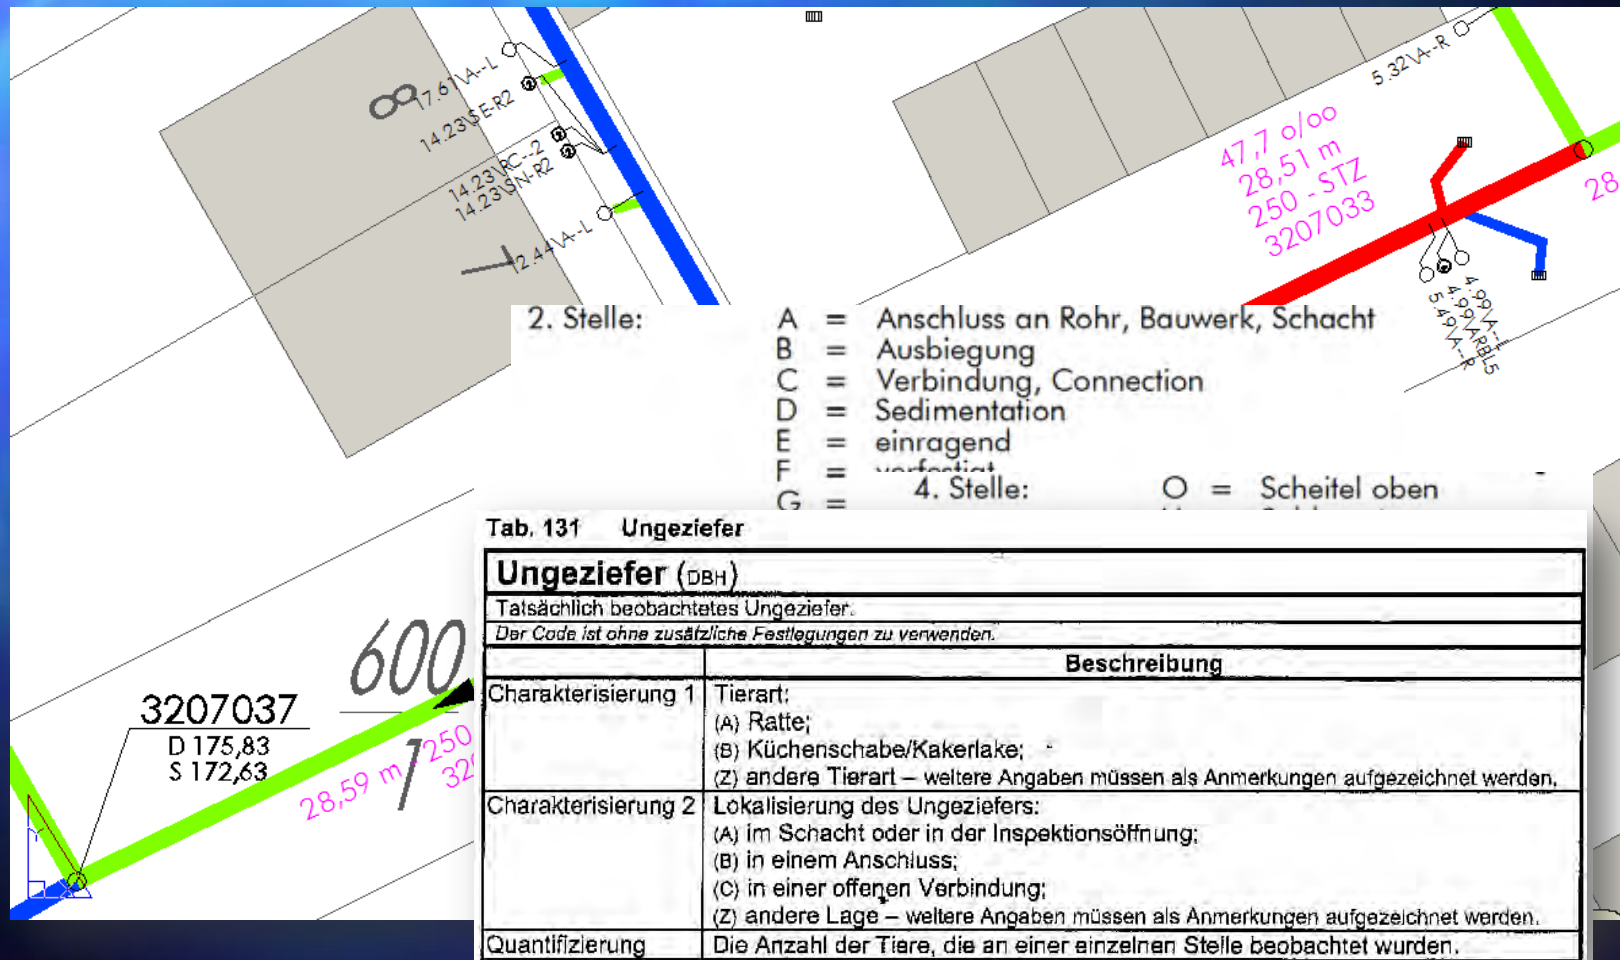 8
17.61\A--L
14.23\SE-R2
14.23\RC--2
14.23\SN-R2
12.44\A--L
1
5.32\A--R
47,7 o/oo
28,51 m
250 - STZ
3207033
28
4.99\A--L
4.99\ARBL5
5.49\A--R
2. Stelle:
A = Anschluss an Rohr, Bauwerk, Schacht
B = Ausbiegung
C = Verbindung, Connection
D = Sedimentation
E = einragend
F = verfestigt
G =
4. Stelle: O = Scheitel oben
600
1
3207037
D 175,83
S 172,63
28,59 m 250
320
Tab. 131 Ungeziefer
Ungeziefer (DBH)
Tatsächlich beobachtetes Ungeziefer.
Der Code ist ohne zusätzliche Festlegungen zu verwenden.
Beschreibung
Charakterisierung 1 Tierart:
(A) Ratte;
(B) Küchenschabe/Kakerlake;
(Z) andere Tierart – weitere Angaben müssen als Anmerkungen aufgezeichnet werden.
Charakterisierung 2 Lokalisierung des Ungeziefers:
(A) im Schacht oder in der Inspektionsöffnung;
(B) in einem Anschluss;
(C) in einer offenen Verbindung;
(Z) andere Lage – weitere Angaben müssen als Anmerkungen aufgezeichnet werden.
Quantifizierung Die Anzahl der Tiere, die an einer einzelnen Stelle beobachtet wurden.